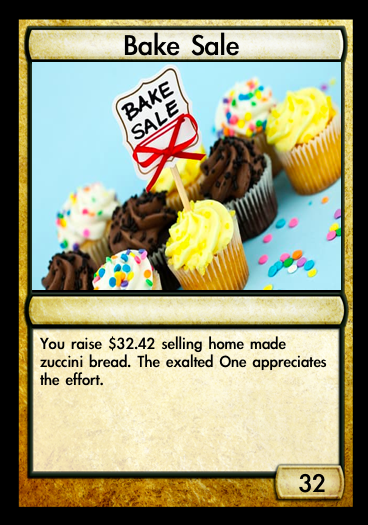 Bake Sale
BAKE
SALE
You raise $32.42 selling home made
zuccini bread. The exalted One appreciates
the effort.
32